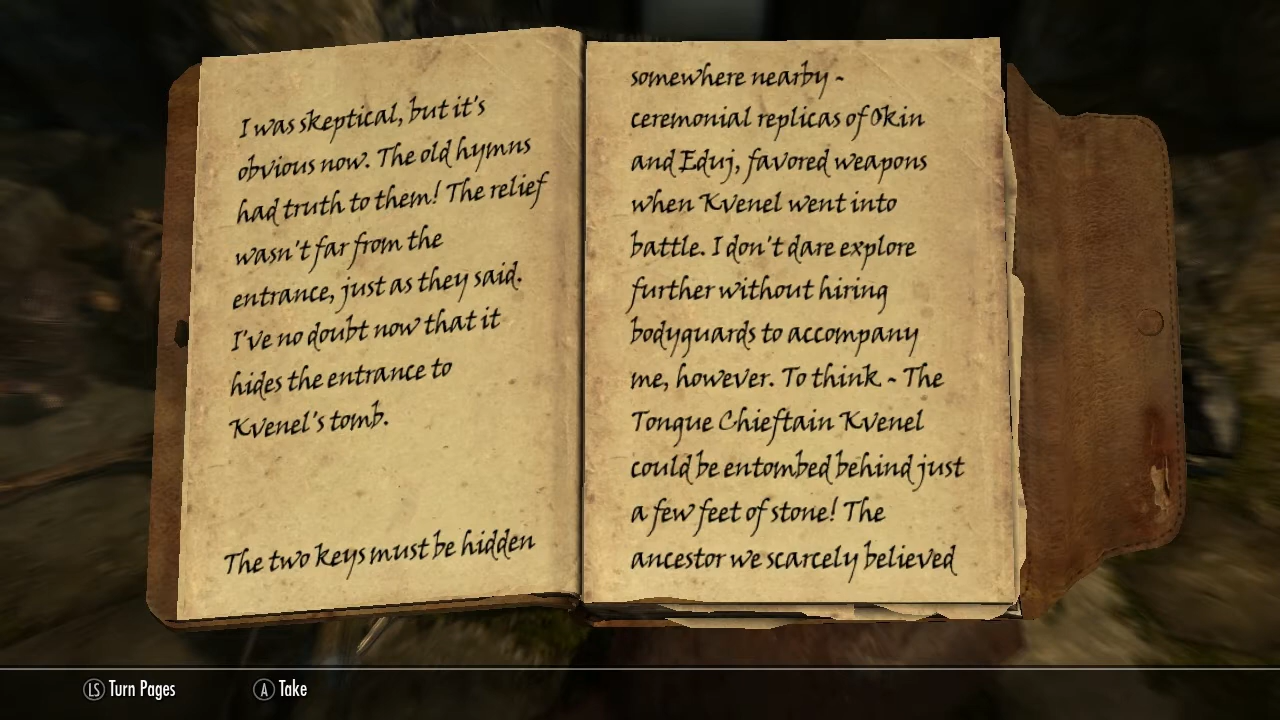 I was skeptical, but it's
obvious now. The old hymns
had truth to them! The relief
wasn't far from the
entrance, just as they said.
I've no doubt now that it
hides the entrance to
Kvenel's tomb.
The two keys must be hidden
somewhere nearby -
ceremonial replicas of Okin
and Eduj, favored weapons
when Kvenel went into
battle. I don't dare explore
further without hiring
bodyguards to accompany
me, however. To think - The
Tongue Chieftain Kvenel
could be entombed behind just
a few feet of stone! The
ancestor we scarcely believed
LS Turn Pages
A Take